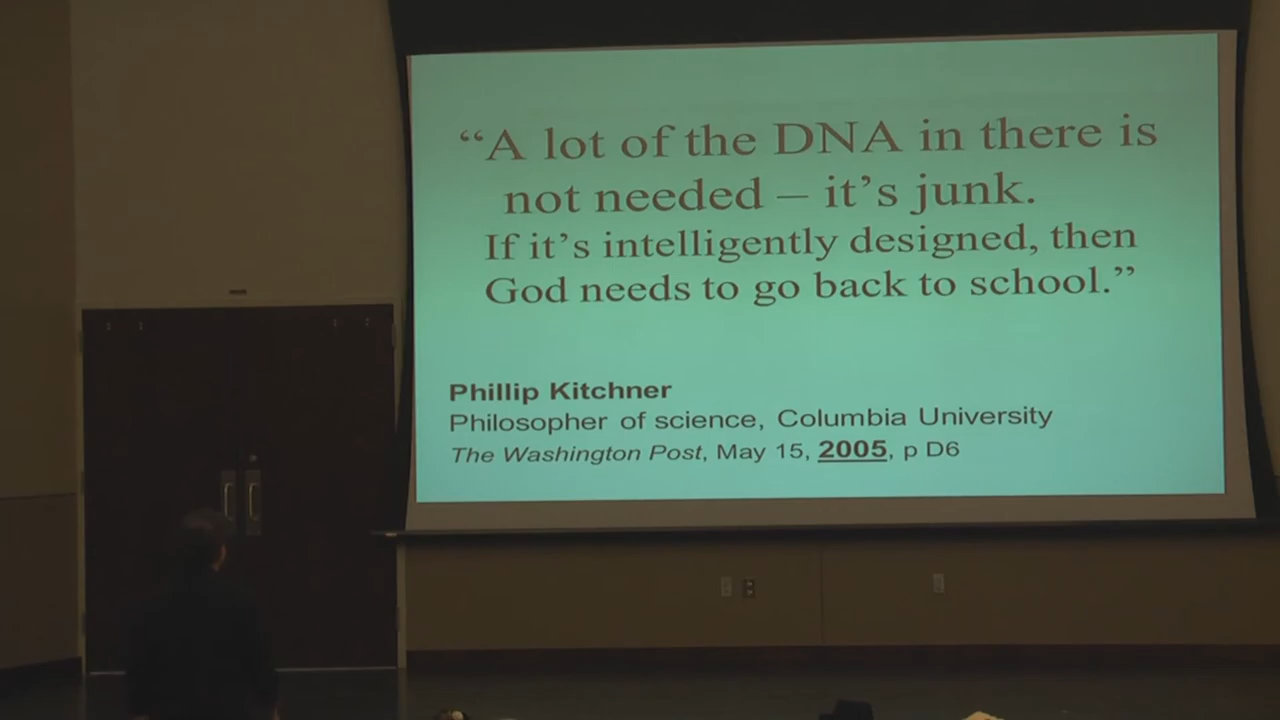 “A lot of the DNA in there is
not needed – it’s junk.
If it’s intelligently designed, then
God needs to go back to school.”
Phillip Kitchner
Philosopher of science, Columbia University
The Washington Post, May 15, 2005, p D6